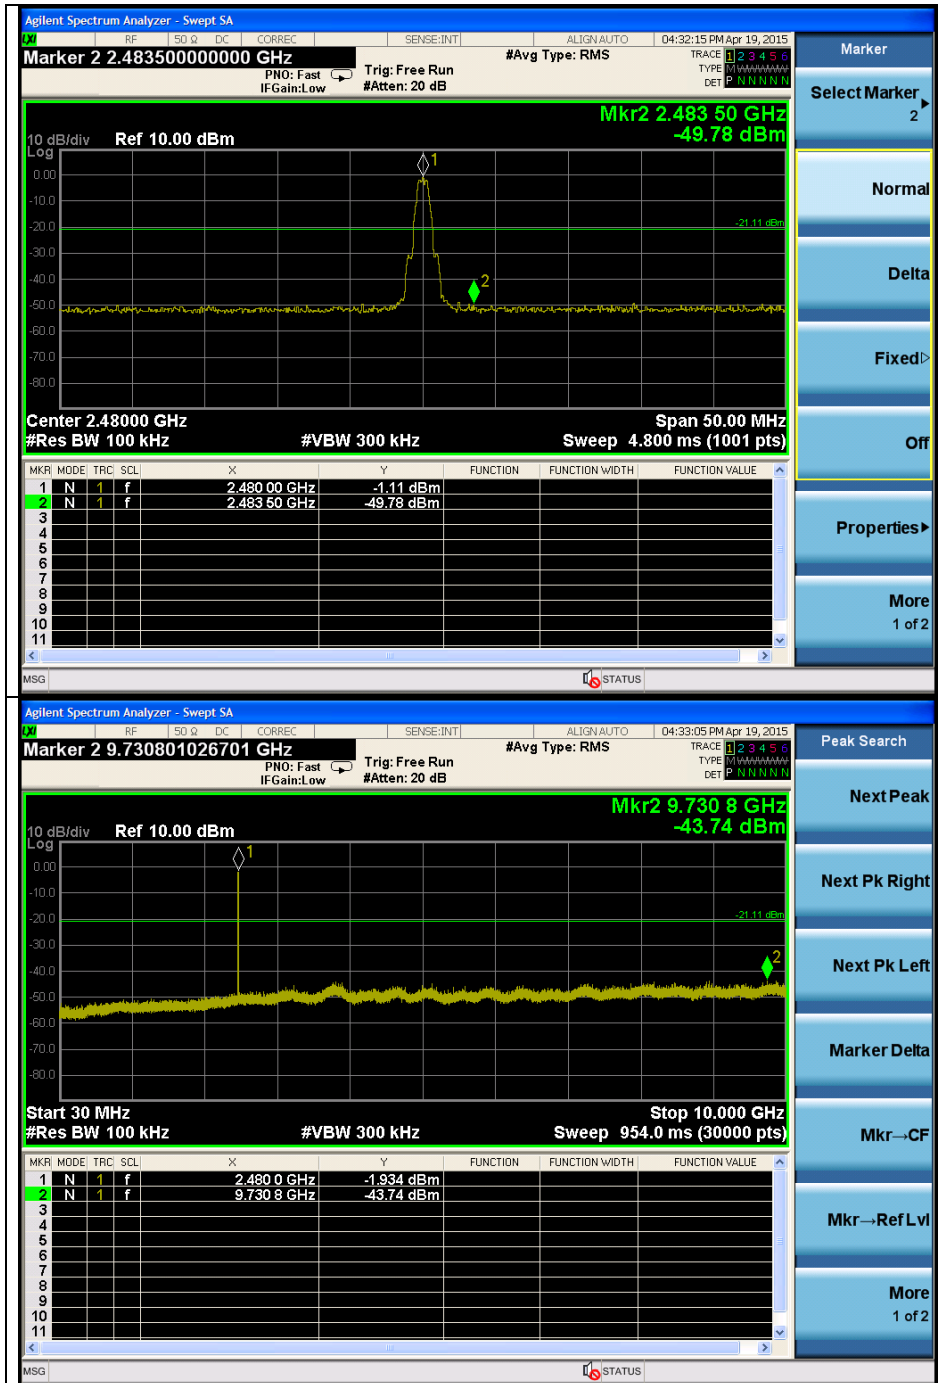 Agilent Spectrum Analyzer - Swept SA
LXI RF 50 Ω DC CORREC SENSE:INT ALIGN AUTO 04:32:15 PM Apr 19, 2015
Marker 2 2.483500000000 GHz #Avg Type: RMS TRACE 1 2 3 4 5 6
PNO: Fast Trig: Free Run TYPE M WWWWW
IFGain:Low #Atten: 20 dB DET P N N N N N
Mkr2 2.483 50 GHz
10 dB/div Ref 10.00 dBm -49.78 dBm
Log
1
0.00
-10.0
-20.0
-21.11 dBm
-30.0
-40.0
2
-50.0
-60.0
-70.0
-80.0
Center 2.48000 GHz Span 50.00 MHz
#Res BW 100 kHz #VBW 300 kHz Sweep 4.800 ms (1001 pts)
MKR MODE TRC SCL X Y FUNCTION FUNCTION WIDTH FUNCTION VALUE
1 N 1 f 2.480 00 GHz -1.11 dBm
2 N 1 f 2.483 50 GHz -49.78 dBm
3
4
5
6
7
8
9
10
11
MSG STATUS
Marker
Select Marker
2
Normal
Delta
Fixed
Off
Properties
More
1 of 2
Agilent Spectrum Analyzer - Swept SA
LXI RF 50 Ω DC CORREC SENSE:INT ALIGN AUTO 04:33:05 PM Apr 19, 2015
Marker 2 9.730801026701 GHz #Avg Type: RMS TRACE 1 2 3 4 5 6
PNO: Fast Trig: Free Run TYPE M WWWWW
IFGain:Low #Atten: 20 dB DET P N N N N N
Mkr2 9.730 8 GHz
10 dB/div Ref 10.00 dBm -43.74 dBm
Log
1
0.00
-10.0
-20.0
-21.11 dBm
-30.0
-40.0
2
-50.0
-60.0
-70.0
-80.0
Start 30 MHz Stop 10.000 GHz
#Res BW 100 kHz #VBW 300 kHz Sweep 954.0 ms (30000 pts)
MKR MODE TRC SCL X Y FUNCTION FUNCTION WIDTH FUNCTION VALUE
1 N 1 f 2.480 0 GHz -1.934 dBm
2 N 1 f 9.730 8 GHz -43.74 dBm
3
4
5
6
7
8
9
10
11
MSG STATUS
Peak Search
Next Peak
Next Pk Right
Next Pk Left
Marker Delta
Mkr→CF
Mkr→Ref Lvl
More
1 of 2